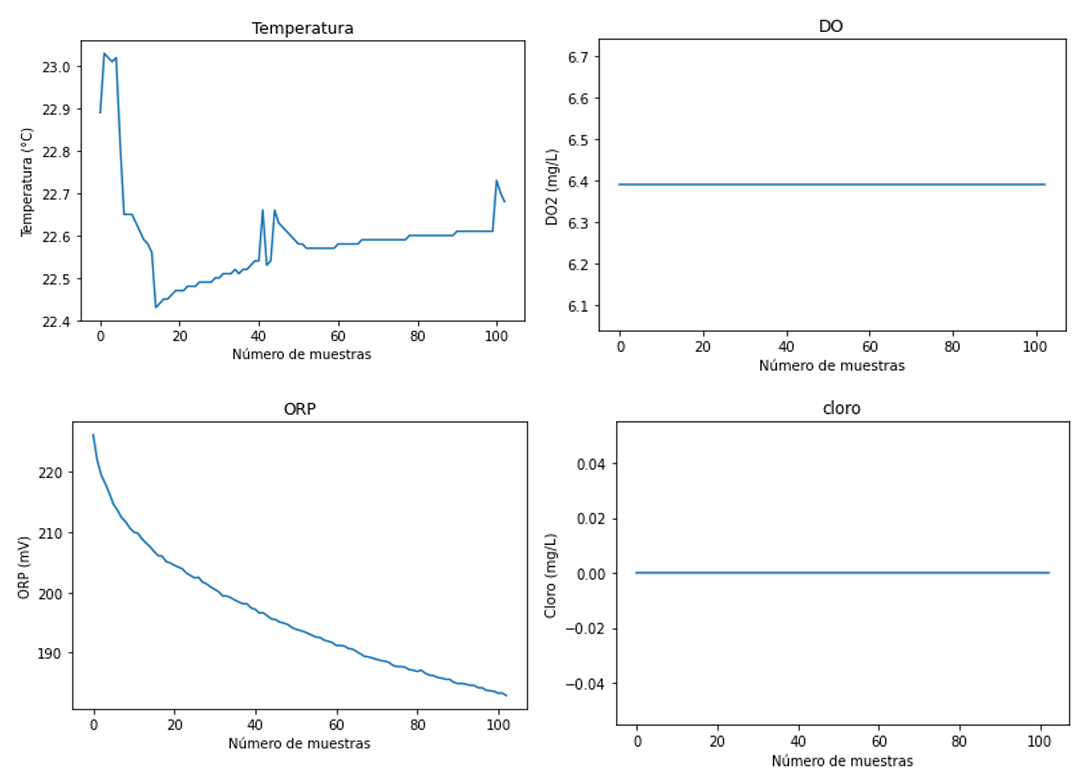 Temperatura
23.0
22.9
22.8
22.7
22.6
22.5
22.4
Temperatura (°C)
0 20 40 60 80 100
Número de muestras
DO
6.7
6.6
6.5
6.4
6.3
6.2
6.1
DO2 (mg/L)
0 20 40 60 80 100
Número de muestras
ORP
220
210
200
190
ORP (mV)
0 20 40 60 80 100
Número de muestras
cloro
0.04
0.02
0.00
−0.02
−0.04
Cloro (mg/L)
0 20 40 60 80 100
Número de muestras